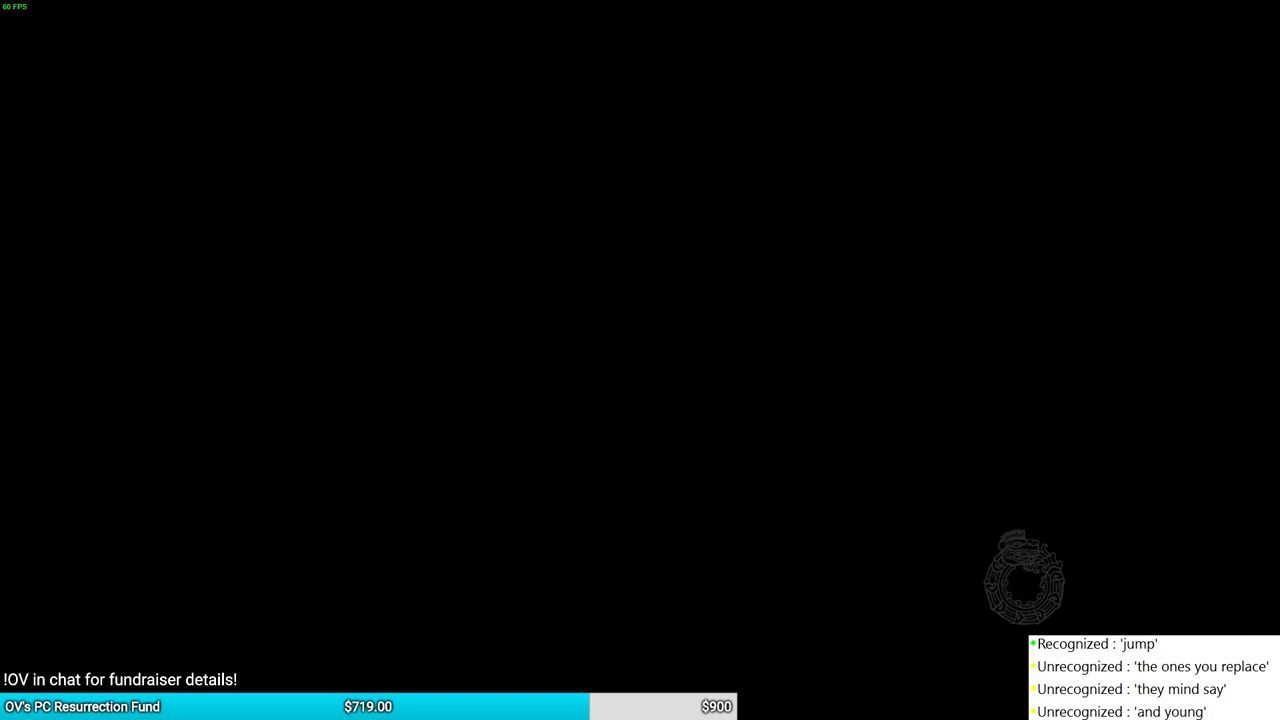 60 FPS
Recognized : 'jump'
Unrecognized : 'the ones you replace'
!OV in chat for fundraiser details!
Unrecognized : 'they mind say'
OV's PC Resurrection Fund $719.00 $900
Unrecognized : 'and young'